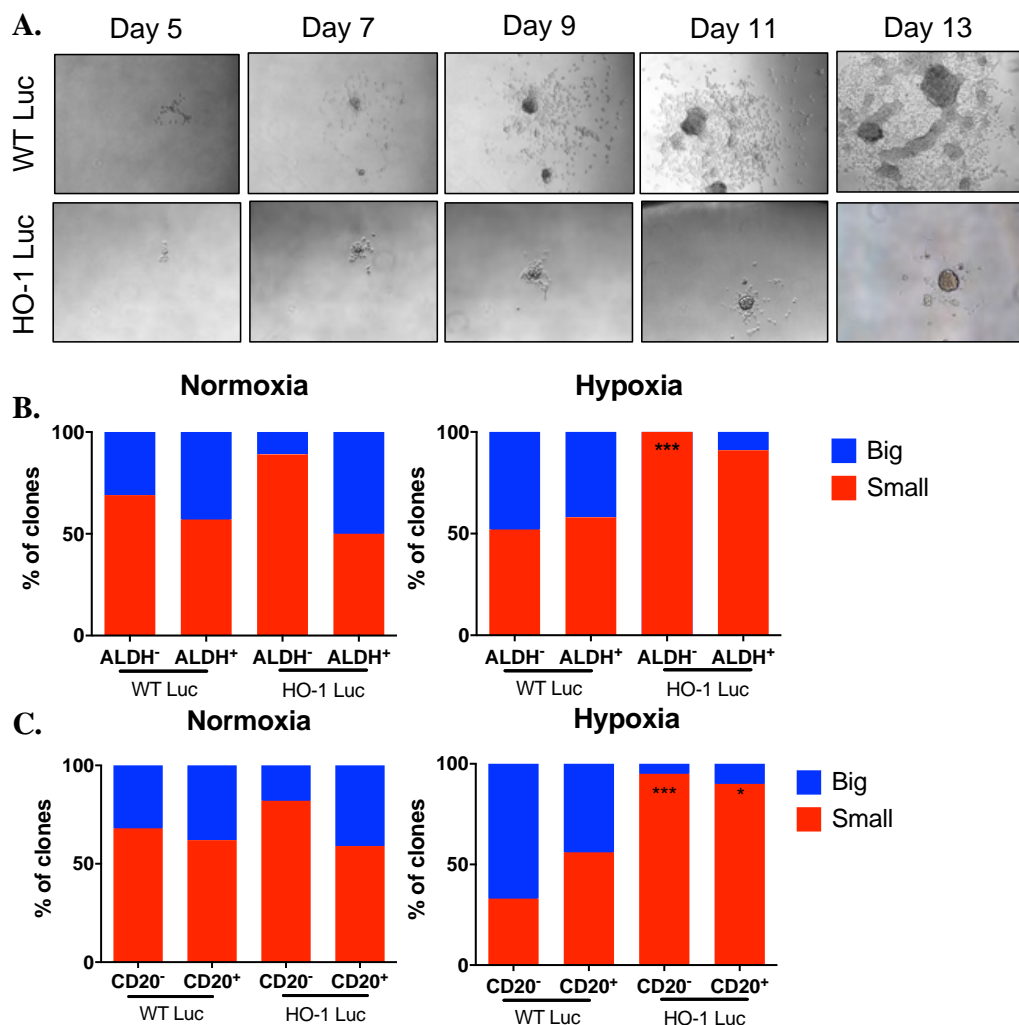 A.
Day 5 Day 7 Day 9 Day 11 Day 13
WT Luc
HO-1 Luc
B.
Normoxia Hypoxia
% of clones
100
50
0
ALDH- ALDH+ ALDH- ALDH+
WT Luc HO-1 Luc
% of clones
100
50
0
***
ALDH- ALDH+ ALDH- ALDH+
WT Luc HO-1 Luc
Big
Small
C.
Normoxia Hypoxia
% of clones
100
50
0
CD20- CD20+ CD20- CD20+
WT Luc HO-1 Luc
% of clones
100
50
0
*** *
CD20- CD20+ CD20- CD20+
WT Luc HO-1 Luc
Big
Small